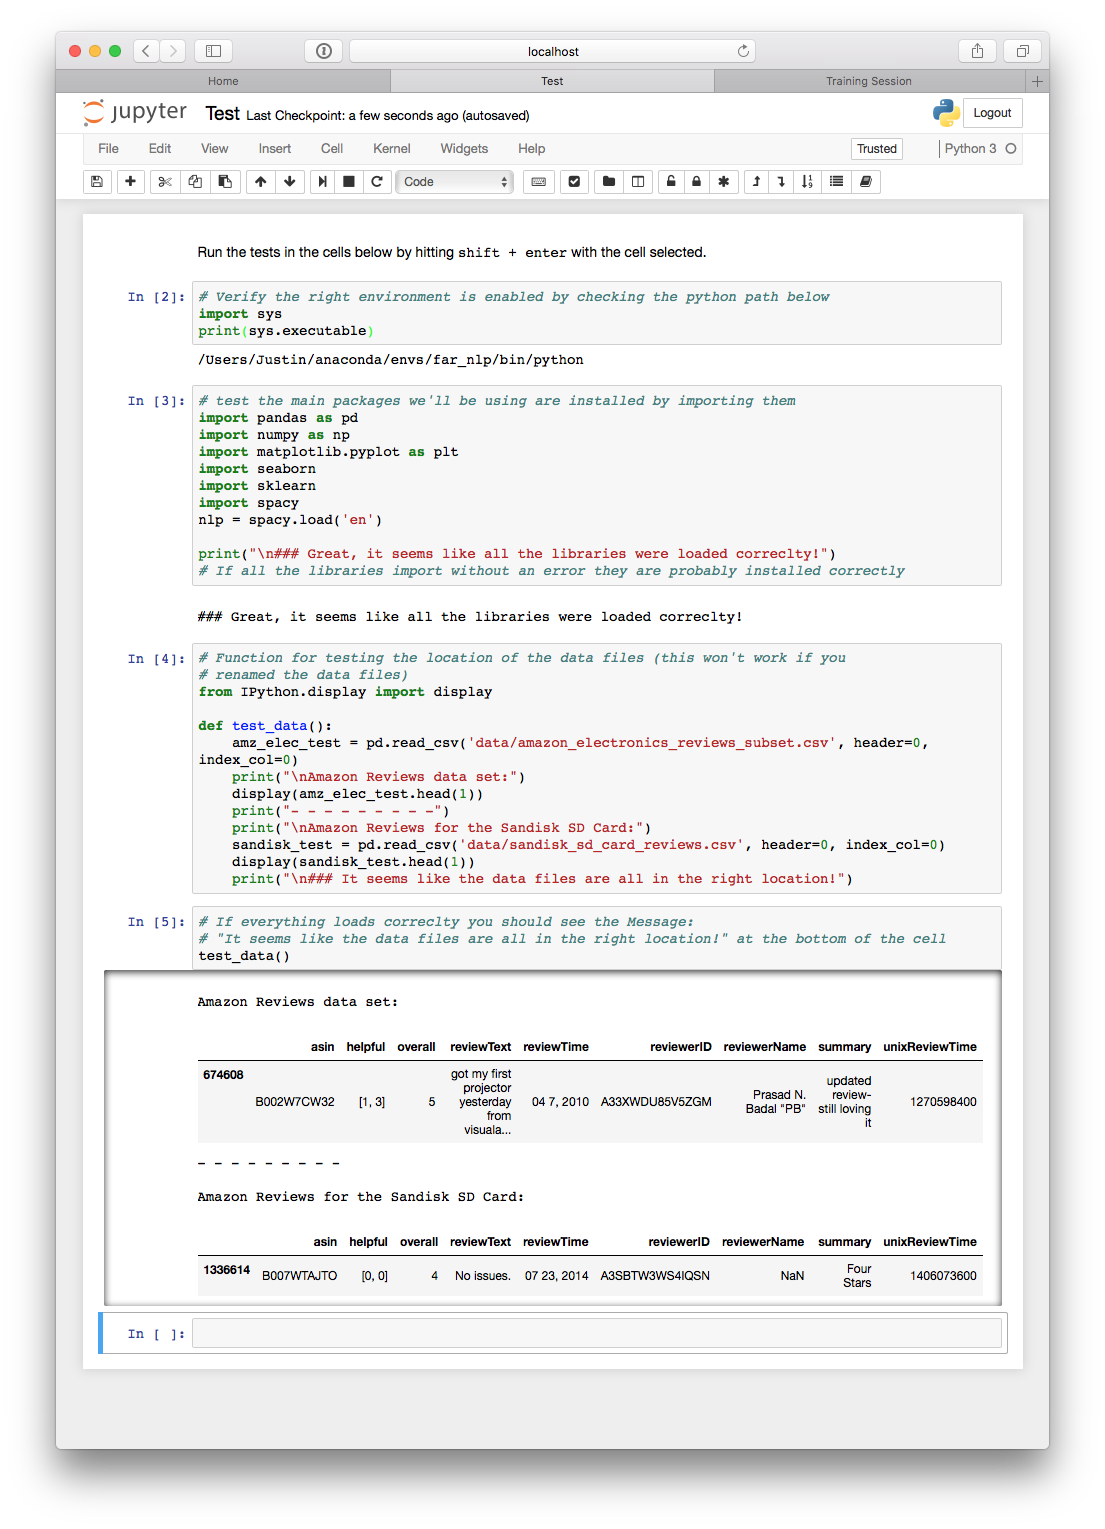 localhost
Home
Test
Training Session
jupyter Test Last Checkpoint: a few seconds ago (autosaved)
Logout
File Edit View Insert Cell Kernel Widgets Help
Trusted
Python 3
Code
Run the tests in the cells below by hitting shift + enter with the cell selected.
In [2]:
# Verify the right environment is enabled by checking the python path below
import sys
print(sys.executable)
/Users/Justin/anaconda/envs/far_nlp/bin/python
In [3]:
# test the main packages we'll be using are installed by importing them
import pandas as pd
import numpy as np
import matplotlib.pyplot as plt
import seaborn
import sklearn
import spacy
nlp = spacy.load('en')
print("\n### Great, it seems like all the libraries were loaded correclty!")
# If all the libraries import without an error they are probably installed correctly
### Great, it seems like all the libraries were loaded correclty!
In [4]:
# Function for testing the location of the data files (this won't work if you
# renamed the data files)
from IPython.display import display
def test_data():
    amz_elec_test = pd.read_csv('data/amazon_electronics_reviews_subset.csv', header=0,
index_col=0)
    print("\nAmazon Reviews data set:")
    display(amz_elec_test.head(1))
    print("- - - - - - - - -")
    print("\nAmazon Reviews for the Sandisk SD Card:")
    sandisk_test = pd.read_csv('data/sandisk_sd_card_reviews.csv', header=0, index_col=0)
    display(sandisk_test.head(1))
    print("\n### It seems like the data files are all in the right location!")
In [5]:
# If everything loads correclty you should see the Message:
# "It seems like the data files are all in the right location!" at the bottom of the cell
test_data()
Amazon Reviews data set:
asin helpful overall reviewText reviewTime reviewerID reviewerName summary unixReviewTime
674608
B002W7CW32
[1, 3]
5
got my first
projector
yesterday
from
visuala...
04 7, 2010
A33XWDU85V5ZGM
Prasad N.
Badal "PB"
updated
review-
still loving
it
1270598400
- - - - - - - - -
Amazon Reviews for the Sandisk SD Card:
asin helpful overall reviewText reviewTime reviewerID reviewerName summary unixReviewTime
1336614
B007WTAJTO
[0, 0]
4
No issues.
07 23, 2014
A3SBTW3WS4IQSN
NaN
Four
Stars
1406073600
In [ ]: